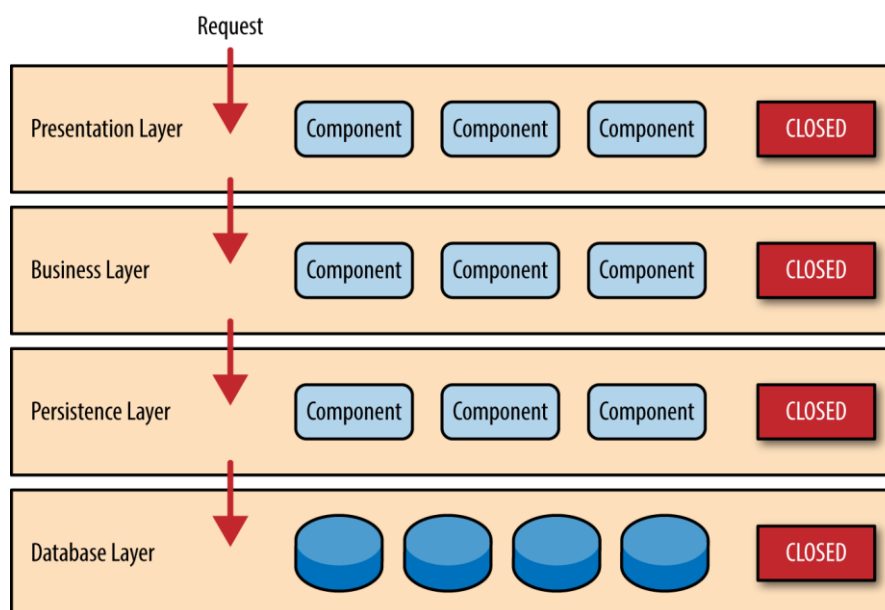 Request
Presentation Layer Component Component Component CLOSED
Business Layer Component Component Component CLOSED
Persistence Layer Component Component Component CLOSED
Database Layer CLOSED